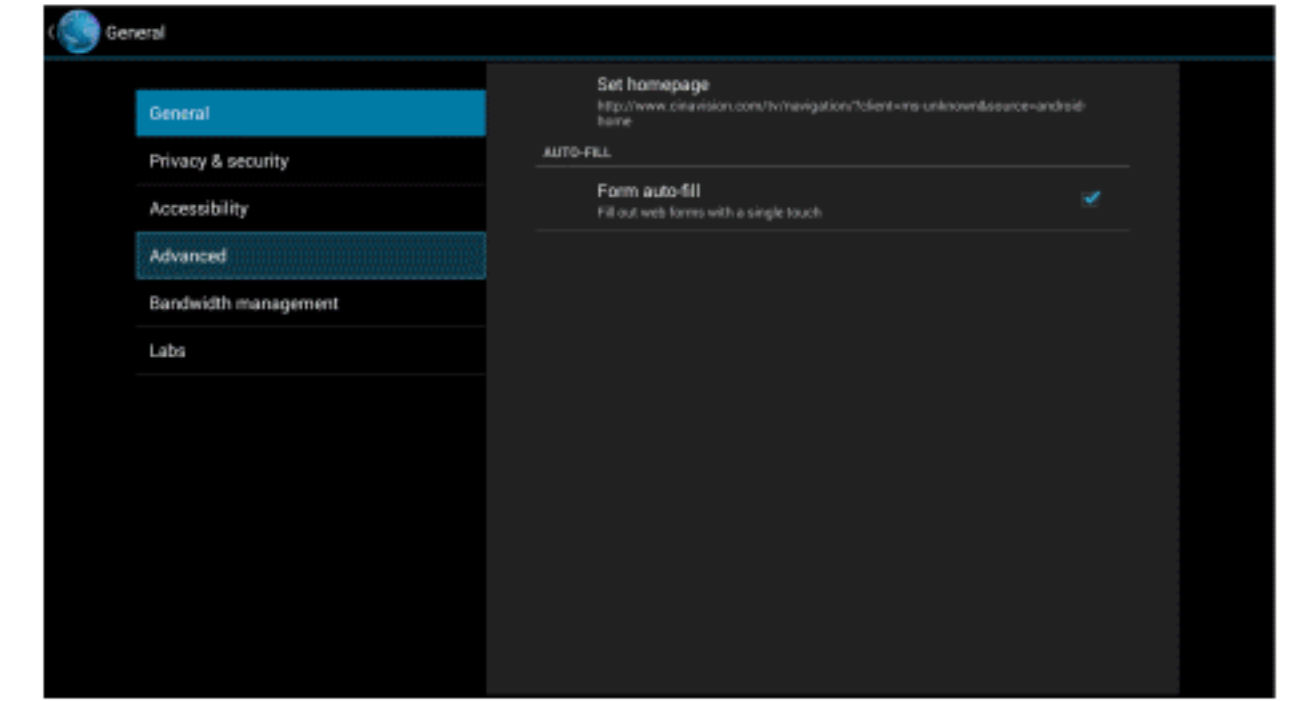 General
General
Privacy & security
Accessibility
Advanced
Bandwidth management
Labs
Set homepage
http://www.cinavision.com/tv/navigation/?client=ms-unknown&source=android-
home
AUTO-FILL
Form auto-fill
Fill out web forms with a single touch